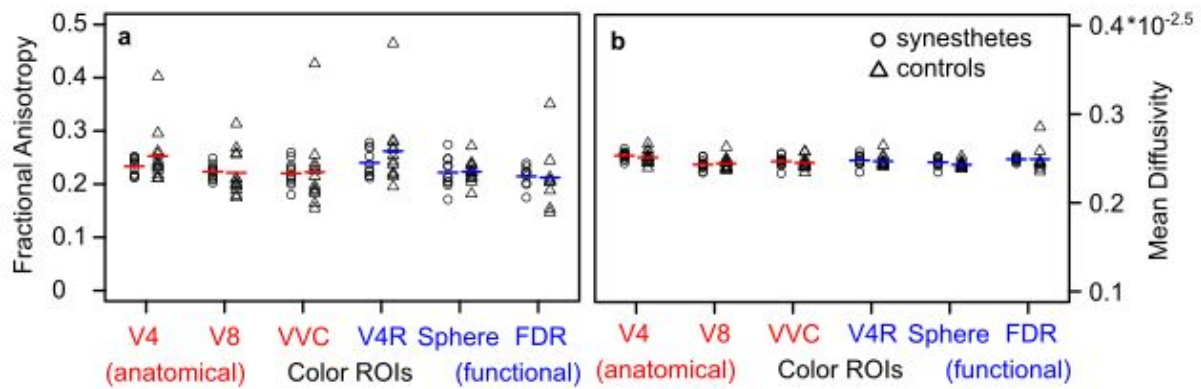 a
0.5
0.4
0.3
0.2
0.1
0
Fractional Anisotropy
V4 V8 VVC V4R Sphere FDR
(anatomical) Color ROIs (functional)
b
○ synesthetes
△ controls
0.4*10-2.5
0.3
0.2
0.1
Mean Diffusivity
V4 V8 VVC V4R Sphere FDR
(anatomical) Color ROIs (functional)